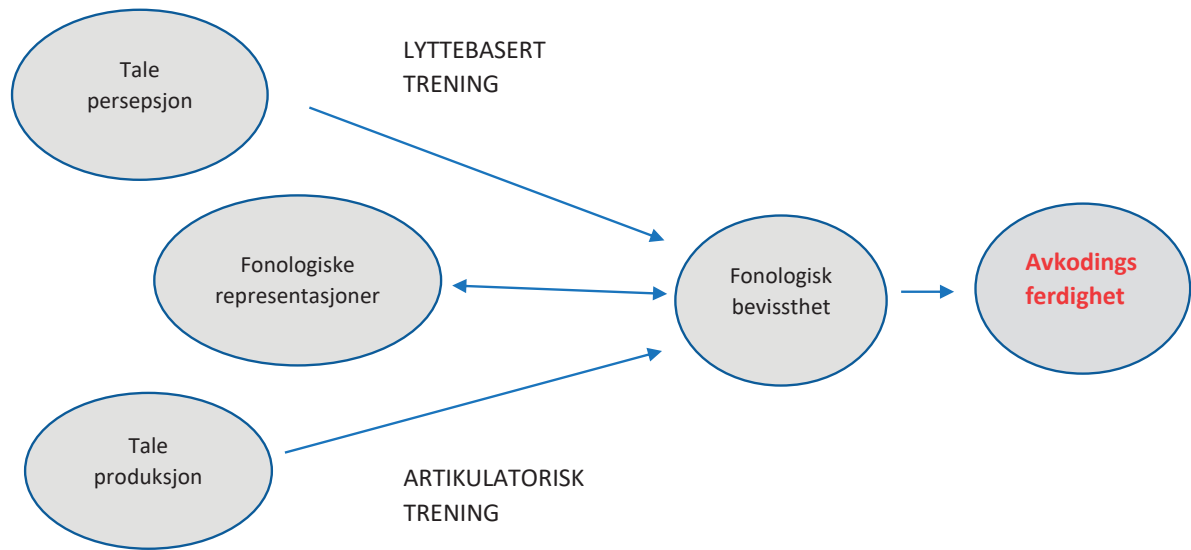 Tale
persepsjon
LYTTEBASERT
TRENING
Fonologiske
representasjoner
Fonologisk
bevissthet
Avkodings
ferdighet
Tale
produksjon
ARTIKULATORISK
TRENING